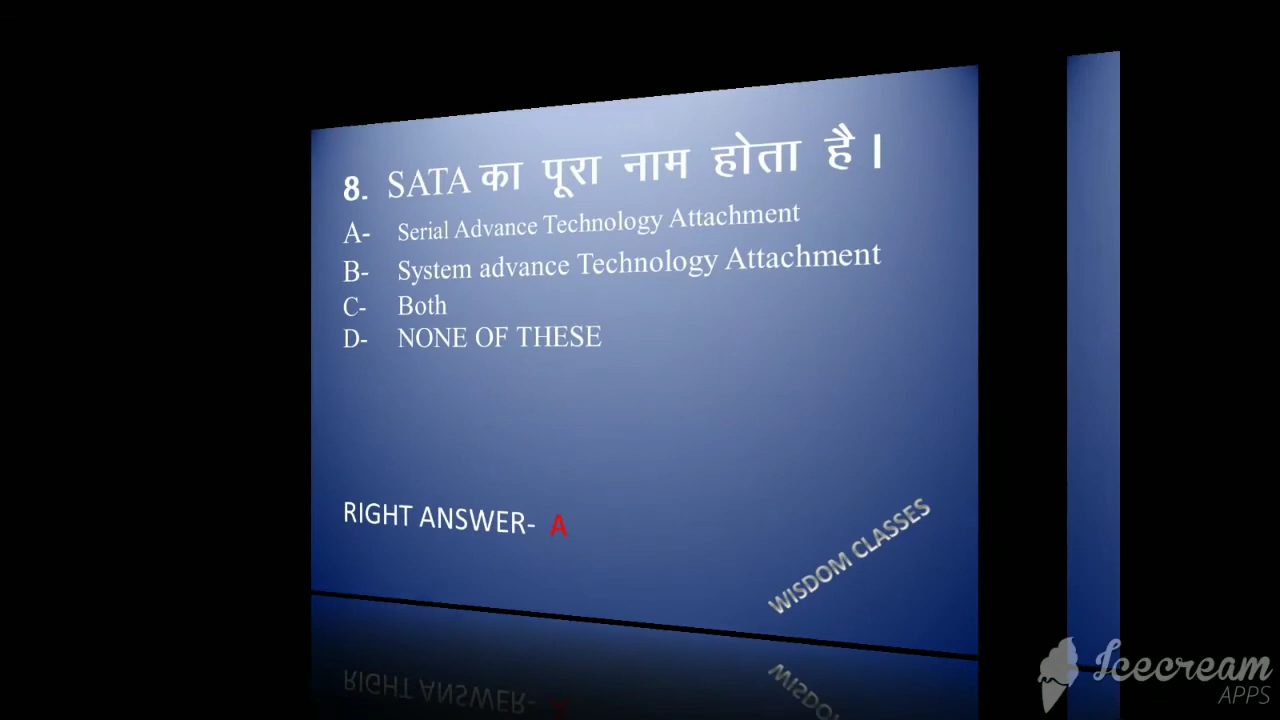 8. SATA का पूरा नाम होता है ।
A- Serial Advance Technology Attachment
B- System advance Technology Attachment
C- Both
D- NONE OF THESE
RIGHT ANSWER- A
WISDOM CLASSES
Icecream
APPS